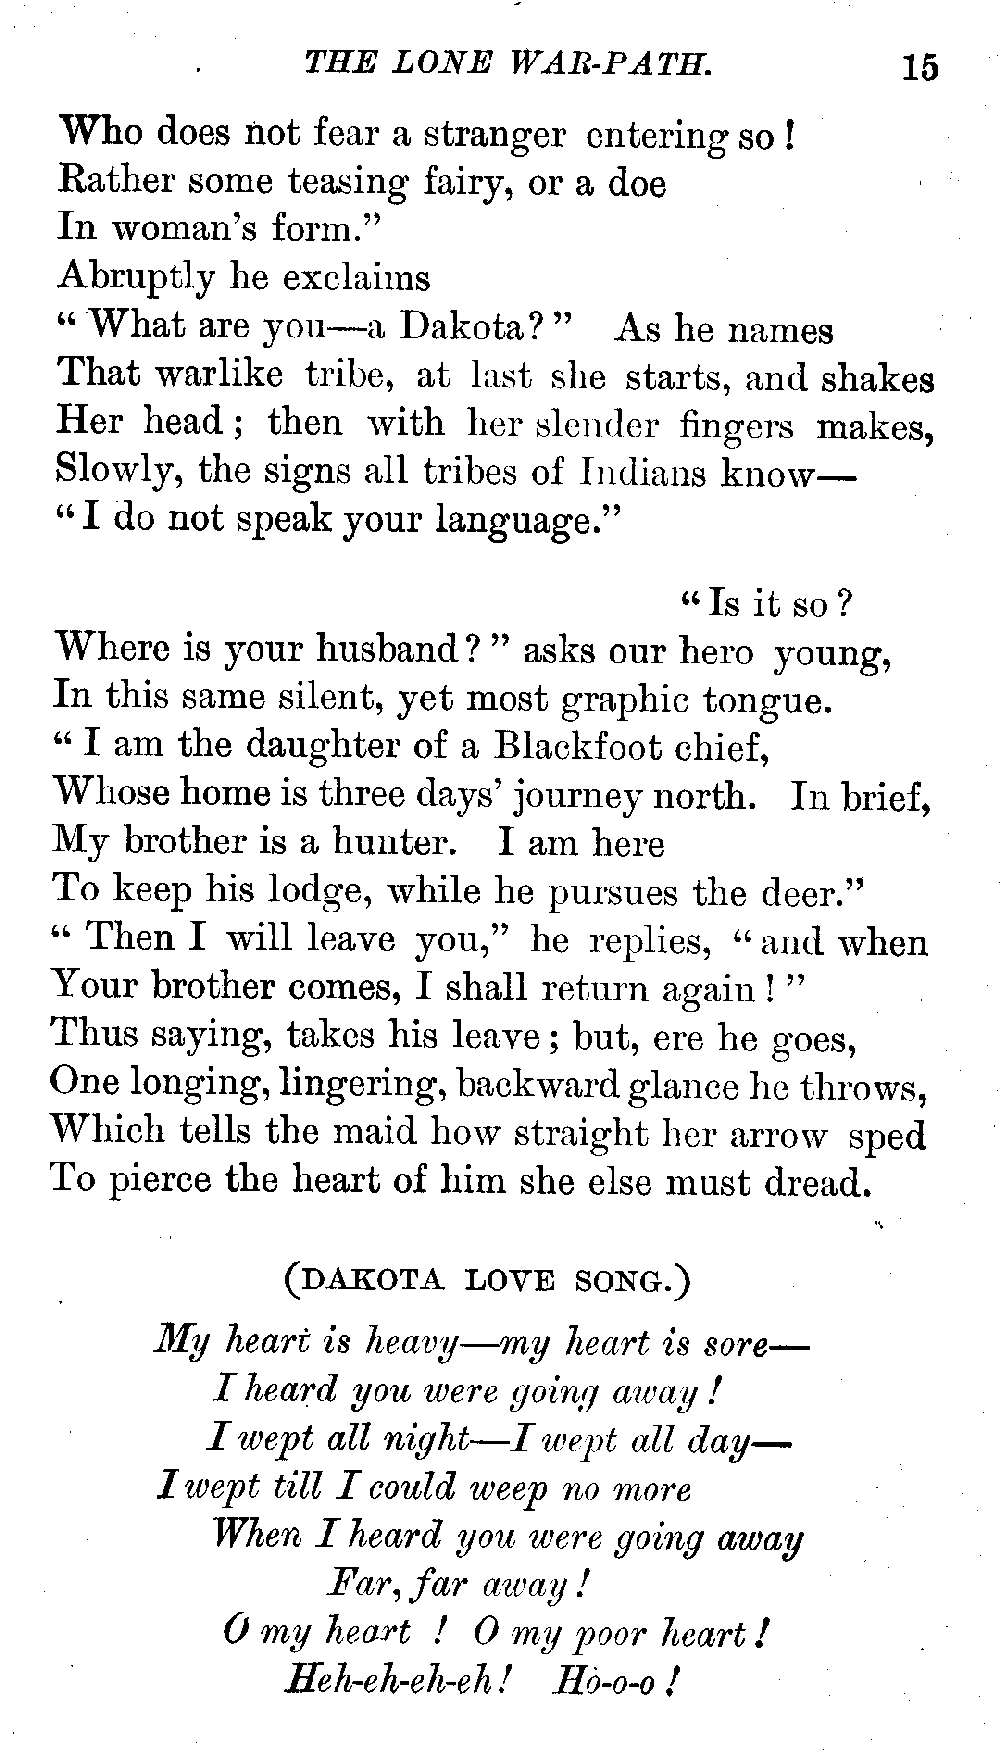 THE LONE WAR-PATH. 15
Who does not fear a stranger entering so!
Rather some teasing fairy, or a doe
In woman's form."
Abruptly he exclaims
"What are you—a Dakota?" As he names
That warlike tribe, at last she starts, and shakes
Her head; then with her slender fingers makes,
Slowly, the signs all tribes of Indians know—
"I do not speak your language."
"Is it so?
Where is your husband?" asks our hero young,
In this same silent, yet most graphic tongue.
"I am the daughter of a Blackfoot chief,
Whose home is three days' journey north. In brief,
My brother is a hunter. I am here
To keep his lodge, while he pursues the deer."
"Then I will leave you," he replies, "and when
Your brother comes, I shall return again!"
Thus saying, takes his leave; but, ere he goes,
One longing, lingering, backward glance he throws,
Which tells the maid how straight her arrow sped
To pierce the heart of him she else must dread.
(DAKOTA LOVE SONG.)
My heart is heavy—my heart is sore—
I heard you were going away!
I wept all night—I wept all day—
I wept till I could weep no more
When I heard you were going away
Far, far away!
O my heart! O my poor heart!
Heh-eh-eh-eh! Ho-o-o!